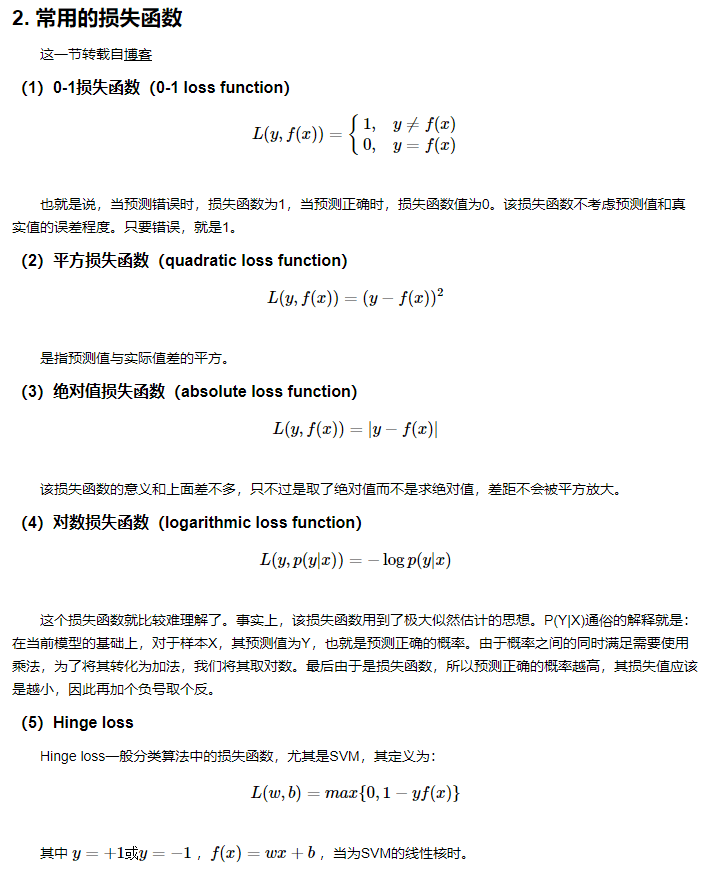 2. 常用的损失函数
这一节转载自博客
（1）0-1损失函数（0-1 loss function）
L(y, f(x)) = { 1, y ≠ f(x)
0, y = f(x)
也就是说，当预测错误时，损失函数为1，当预测正确时，损失函数值为0。该损失函数不考虑预测值和真
实值的误差程度。只要错误，就是1。
（2）平方损失函数（quadratic loss function）
L(y, f(x)) = (y − f(x))²
是指预测值与实际值差的平方。
（3）绝对值损失函数（absolute loss function）
L(y, f(x)) = |y − f(x)|
该损失函数的意义和上面差不多，只不过是取了绝对值而不是求绝对值，差距不会被平方放大。
（4）对数损失函数（logarithmic loss function）
L(y, p(y|x)) = − log p(y|x)
这个损失函数就比较难理解了。事实上，该损失函数用到了极大似然估计的思想。P(Y|X)通俗的解释就是：
在当前模型的基础上，对于样本X，其预测值为Y，也就是预测正确的概率。由于概率之间的同时满足需要使用
乘法，为了将其转化为加法，我们将其取对数。最后由于是损失函数，所以预测正确的概率越高，其损失值应该
是越小，因此再加个负号取个反。
（5）Hinge loss
Hinge loss一般分类算法中的损失函数，尤其是SVM，其定义为：
L(w, b) = max{0, 1 − yf(x)}
其中 y = +1或y = −1 ，f(x) = wx + b ，当为SVM的线性核时。